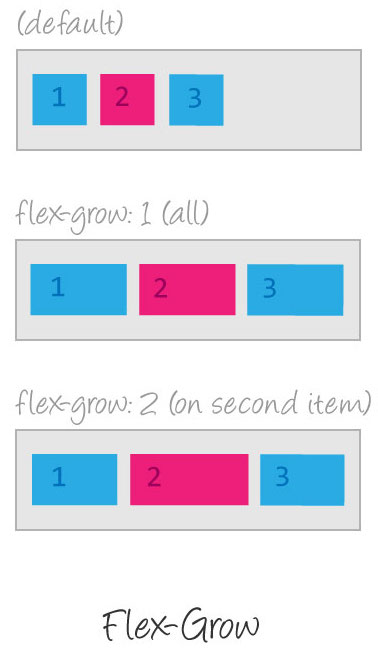 (default)
1 2 3
flex-grow: 1 (all)
1 2 3
flex-grow: 2 (on second item)
1 2 3
Flex-Grow